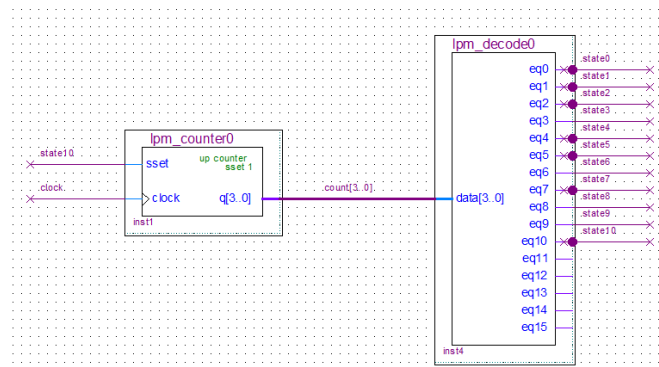 lpm_counter0
up counter
sset 1
sset
clock
q[3..0]
inst1
state10
clock
count[3..0]
lpm_decode0
data[3..0]
eq0
eq1
eq2
eq3
eq4
eq5
eq6
eq7
eq8
eq9
eq10
eq11
eq12
eq13
eq14
eq15
inst4
state0
state1
state2
state3
state4
state5
state6
state7
state8
state9
state10